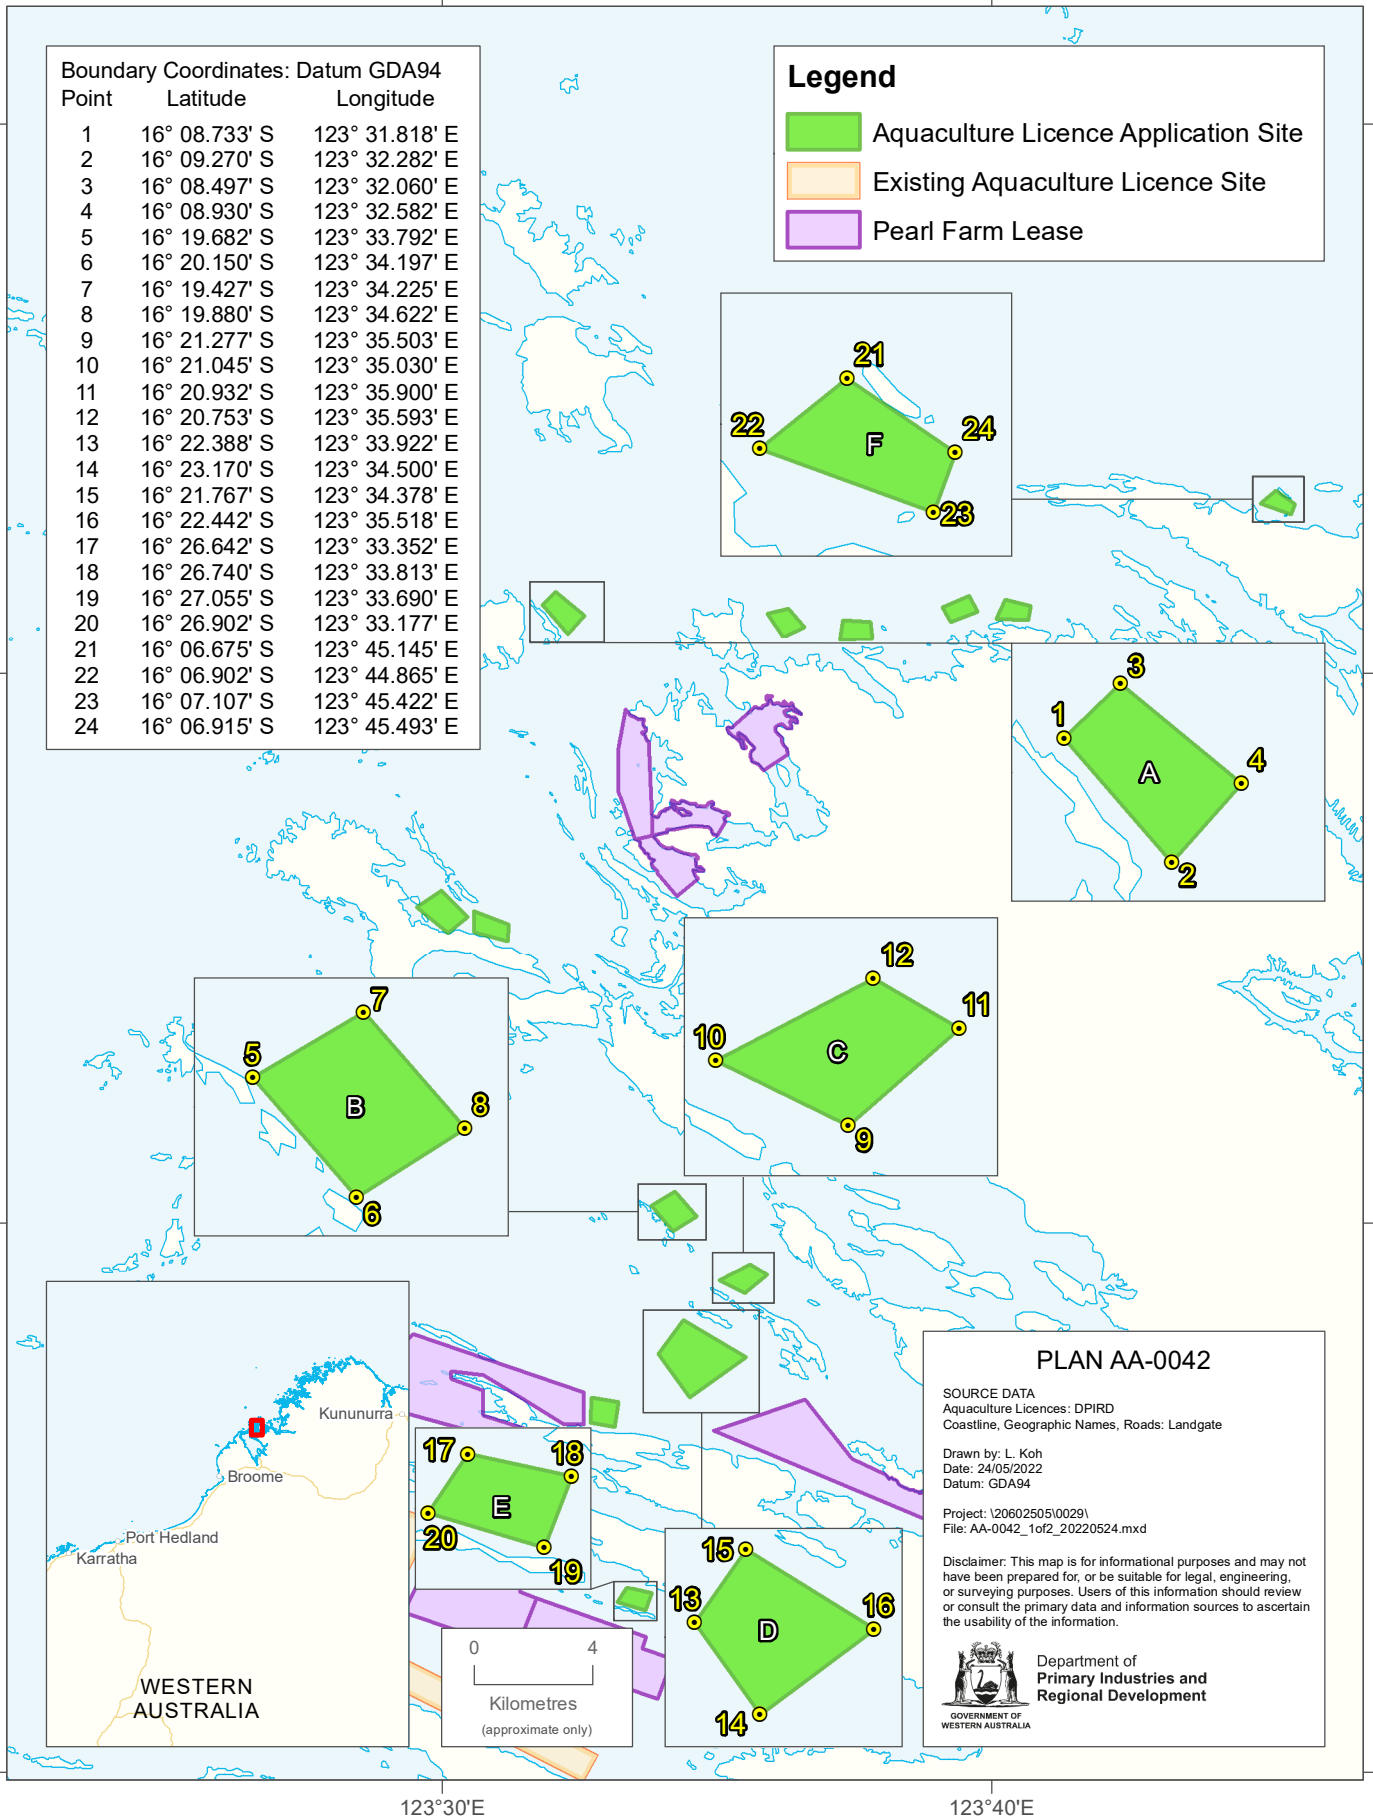 Boundary Coordinates: Datum GDA94
Point Latitude Longitude
1 16° 08.733' S 123° 31.818' E
2 16° 09.270' S 123° 32.282' E
3 16° 08.497' S 123° 32.060' E
4 16° 08.930' S 123° 32.582' E
5 16° 19.682' S 123° 33.792' E
6 16° 20.150' S 123° 34.197' E
7 16° 19.427' S 123° 34.225' E
8 16° 19.880' S 123° 34.622' E
9 16° 21.277' S 123° 35.503' E
10 16° 21.045' S 123° 35.030' E
11 16° 20.932' S 123° 35.900' E
12 16° 20.753' S 123° 35.593' E
13 16° 22.388' S 123° 33.922' E
14 16° 23.170' S 123° 34.500' E
15 16° 21.767' S 123° 34.378' E
16 16° 22.442' S 123° 35.518' E
17 16° 26.642' S 123° 33.352' E
18 16° 26.740' S 123° 33.813' E
19 16° 27.055' S 123° 33.690' E
20 16° 26.902' S 123° 33.177' E
21 16° 06.675' S 123° 45.145' E
22 16° 06.902' S 123° 44.865' E
23 16° 07.107' S 123° 45.422' E
24 16° 06.915' S 123° 45.493' E
Legend
Aquaculture Licence Application Site
Existing Aquaculture Licence Site
Pearl Farm Lease
21
22
24
F
23
3
1
4
A
2
12
11
10
C
9
7
5
8
B
6
17
18
E
20
19
15
13
16
D
14
Kununurra
Broome
Port Hedland
Karratha
WESTERN
AUSTRALIA
0 4
Kilometres
(approximate only)
PLAN AA-0042
SOURCE DATA
Aquaculture Licences: DPIRD
Coastline, Geographic Names, Roads: Landgate
Drawn by: L. Koh
Date: 24/05/2022
Datum: GDA94
Project: \20602505\0029\
File: AA-0042_1of2_20220524.mxd
Disclaimer: This map is for informational purposes and may not
have been prepared for, or be suitable for legal, engineering,
or surveying purposes. Users of this information should review
or consult the primary data and information sources to ascertain
the usability of the information.
Department of
Primary Industries and
Regional Development
GOVERNMENT OF
WESTERN AUSTRALIA
123°30'E
123°40'E